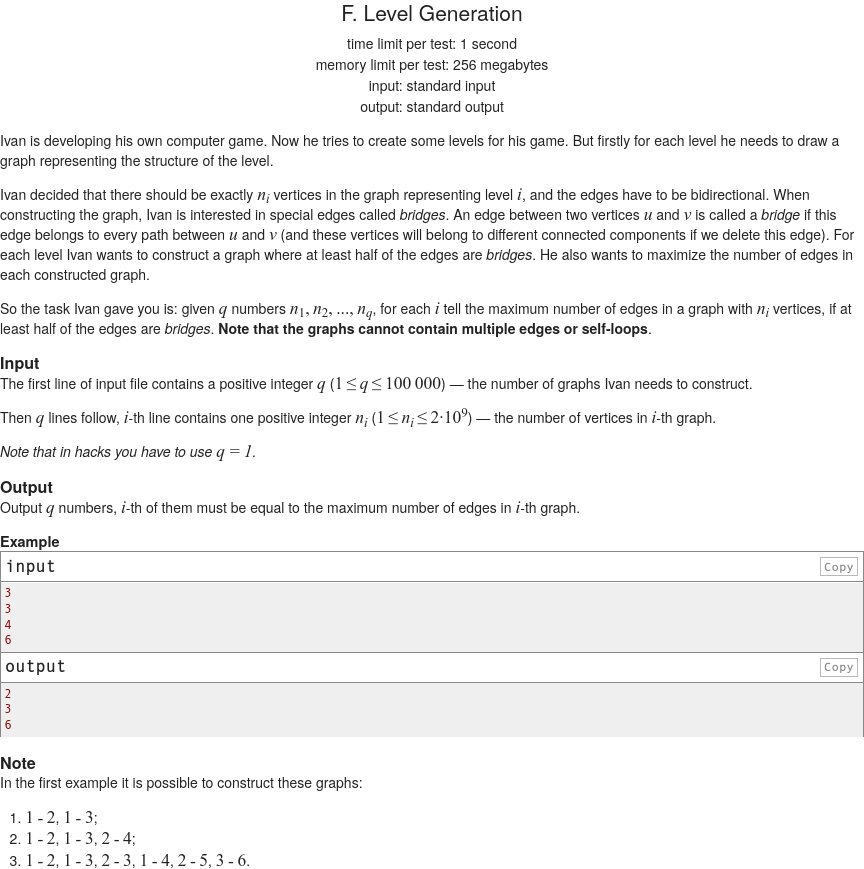 F. Level Generation
time limit per test: 1 second
memory limit per test: 256 megabytes
input: standard input
output: standard output
Ivan is developing his own computer game. Now he tries to create some levels for his game. But firstly for each level he needs to draw a
graph representing the structure of the level.
Ivan decided that there should be exactly nᵢ vertices in the graph representing level i, and the edges have to be bidirectional. When
constructing the graph, Ivan is interested in special edges called bridges. An edge between two vertices u and v is called a bridge if this
edge belongs to every path between u and v (and these vertices will belong to different connected components if we delete this edge). For
each level Ivan wants to construct a graph where at least half of the edges are bridges. He also wants to maximize the number of edges in
each constructed graph.
So the task Ivan gave you is: given q numbers n₁, n₂, ..., n_q, for each i tell the maximum number of edges in a graph with nᵢ vertices, if at
least half of the edges are bridges. Note that the graphs cannot contain multiple edges or self-loops.
Input
The first line of input file contains a positive integer q (1 ≤ q ≤ 100 000) — the number of graphs Ivan needs to construct.
Then q lines follow, i-th line contains one positive integer nᵢ (1 ≤ nᵢ ≤ 2·10⁹) — the number of vertices in i-th graph.
Note that in hacks you have to use q = 1.
Output
Output q numbers, i-th of them must be equal to the maximum number of edges in i-th graph.
Example
input Copy
3
3
4
6
output Copy
2
3
6
Note
In the first example it is possible to construct these graphs:
1. 1 - 2, 1 - 3;
2. 1 - 2, 1 - 3, 2 - 4;
3. 1 - 2, 1 - 3, 2 - 3, 1 - 4, 2 - 5, 3 - 6.